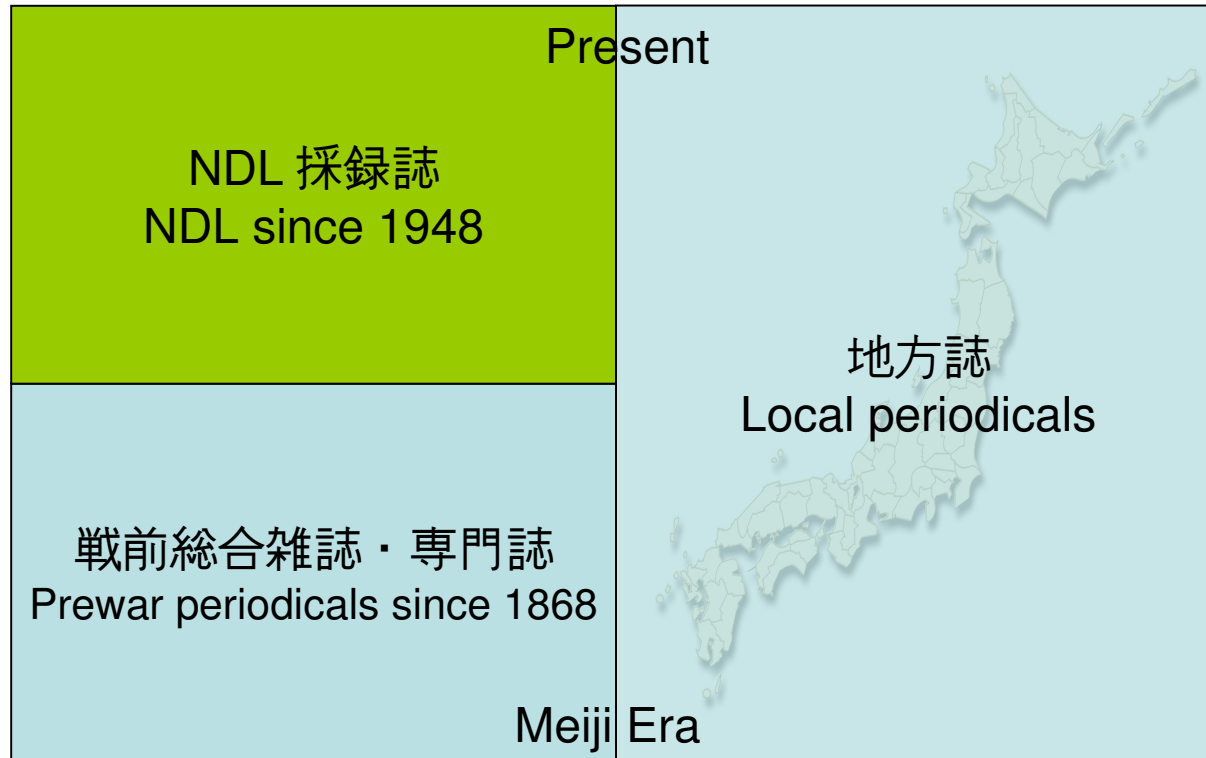 Present
NDL 採録誌
NDL since 1948
地方誌
Local periodicals
戦前総合雑誌・専門誌
Prewar periodicals since 1868
Meiji Era